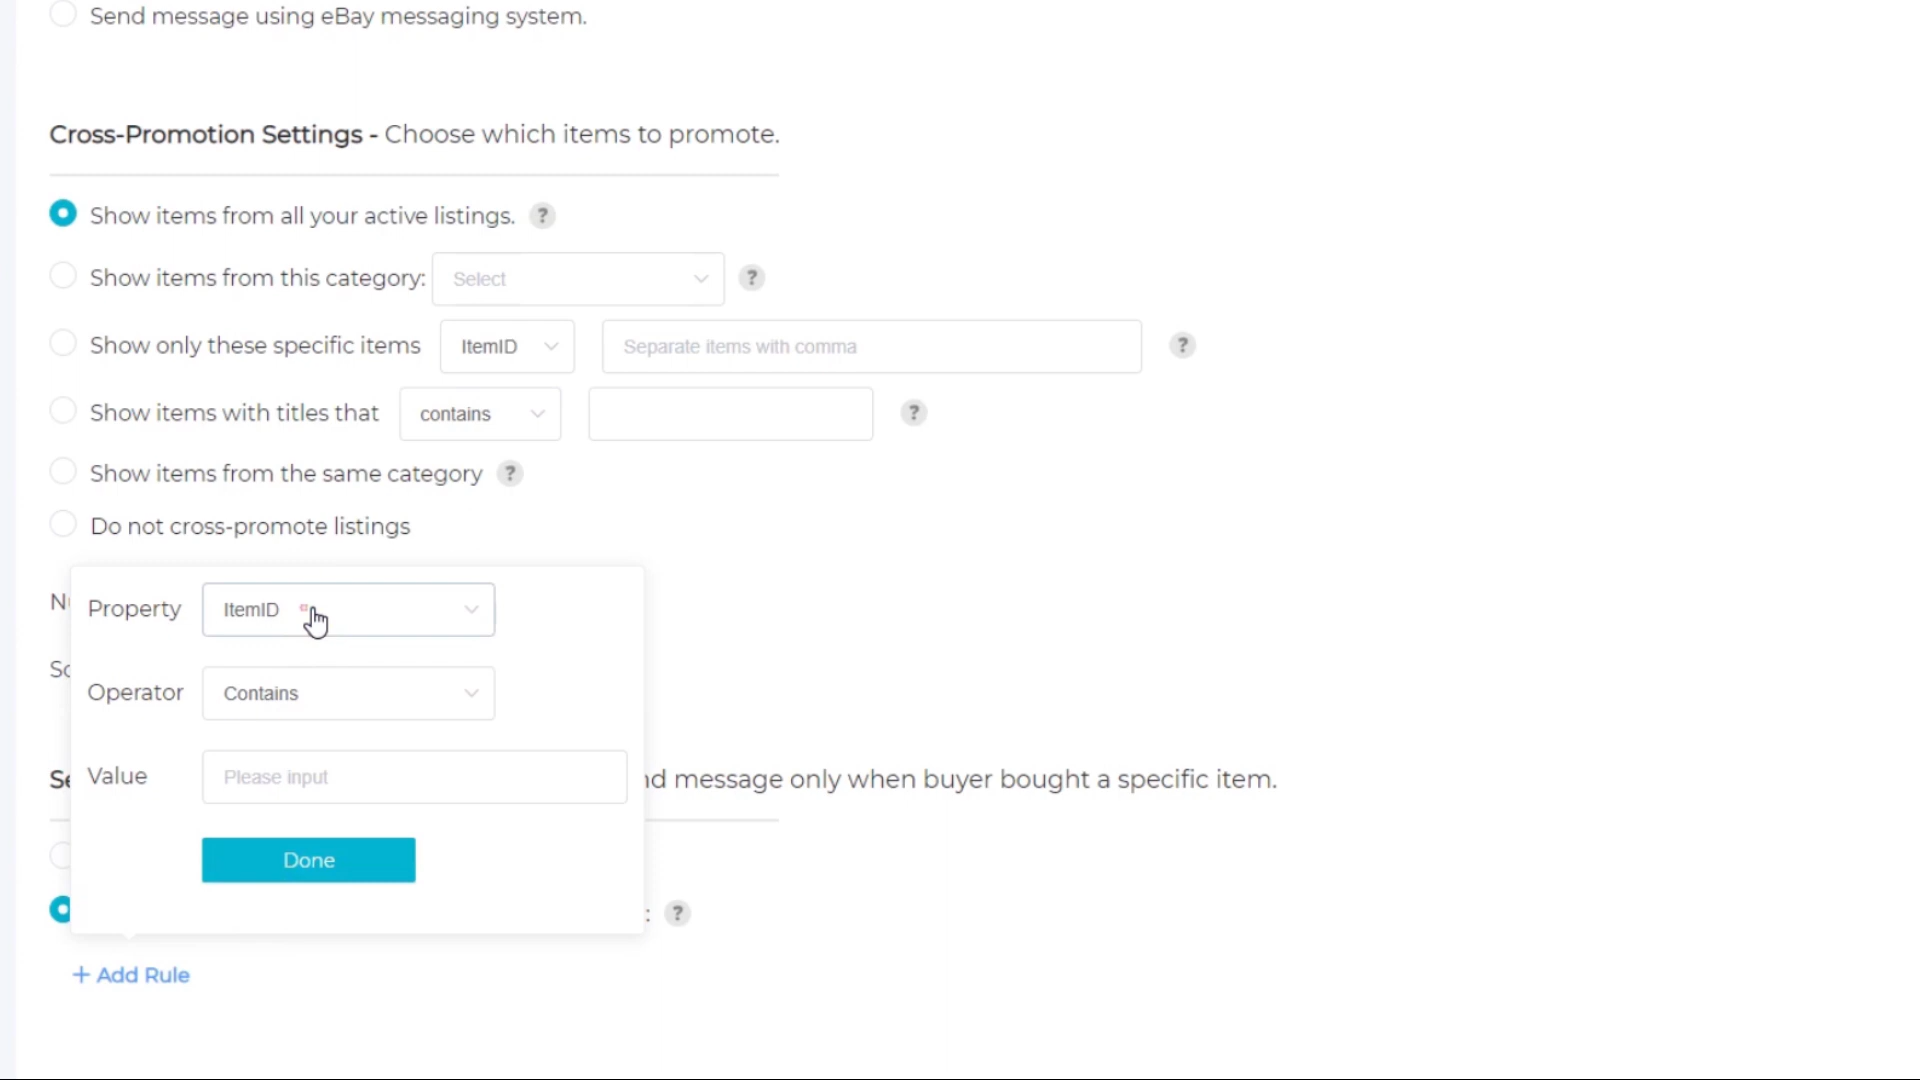 Send message using eBay messaging system.
Cross-Promotion Settings - Choose which items to promote.
Show items from all your active listings. ?
Show items from this category: Select ?
Show only these specific items ItemID Separate items with comma ?
Show items with titles that contains ?
Show items from the same category ?
Do not cross-promote listings
Property ItemID
Operator Contains
Value Please input
message only when buyer bought a specific item.
Done
: ?
+ Add Rule